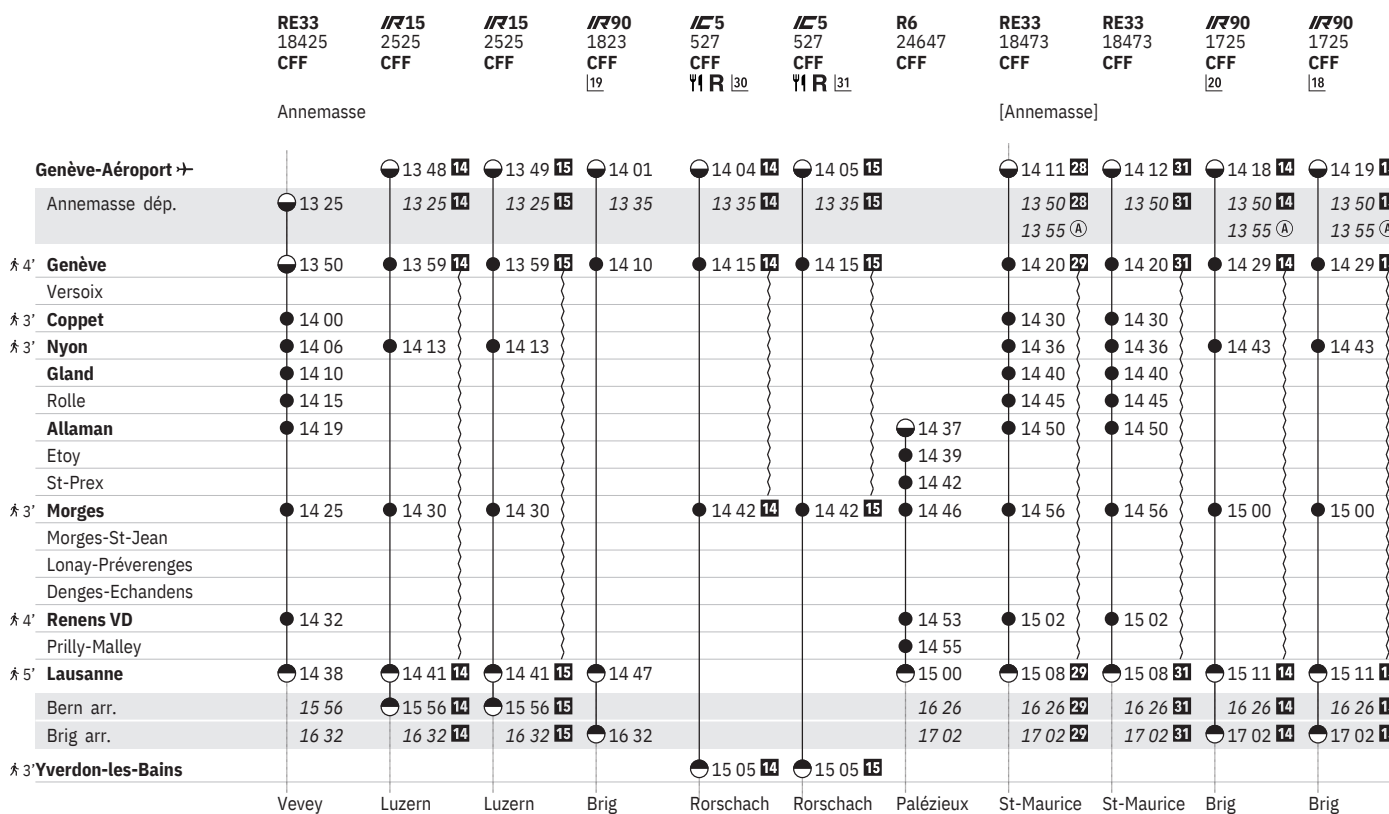 RE33 IR15 IR15 IR90 IC5 IC5 R6 RE33 RE33 IR90 IR90
18425 2525 2525 1823 527 527 24647 18473 18473 1725 1725
CFF CFF CFF CFF CFF CFF CFF CFF CFF CFF CFF
19 R 30 R 31 20 18
Annemasse [Annemasse]
Genève-Aéroport 13 48 14 13 49 15 14 01 14 04 14 14 05 15 14 11 28 14 12 31 14 18 14 14 19
Annemasse dép. 13 25 13 25 14 13 25 15 13 35 13 35 14 13 35 15 13 50 28 13 50 31 13 50 14 13 50
13 55 A 13 55 A 13 55 A
4' Genève 13 50 13 59 14 13 59 15 14 10 14 15 14 14 15 15 14 20 29 14 20 31 14 29 14 14 29
Versoix
3' Coppet 14 00 14 30 14 30
3' Nyon 14 06 14 13 14 13 14 36 14 36 14 43 14 43
Gland 14 10 14 40 14 40
Rolle 14 15 14 45 14 45
Allaman 14 19 14 37 14 50 14 50
Etoy 14 39
St-Prex 14 42
3' Morges 14 25 14 30 14 30 14 42 14 14 42 15 14 46 14 56 14 56 15 00 15 00
Morges-St-Jean
Lonay-Préverenges
Denges-Echandens
4' Renens VD 14 32 14 53 15 02 15 02
Prilly-Malley 14 55
5' Lausanne 14 38 14 41 14 14 41 15 14 47 15 00 15 08 29 15 08 31 15 11 14 15 11
Bern arr. 15 56 15 56 14 15 56 15 16 26 16 26 29 16 26 31 16 26 14 16 26
Brig arr. 16 32 16 32 14 16 32 15 16 32 17 02 17 02 29 17 02 31 17 02 14 17 02
3' Yverdon-les-Bains 15 05 14 15 05 15
Vevey Luzern Luzern Brig Rorschach Rorschach Palézieux St-Maurice St-Maurice Brig Brig